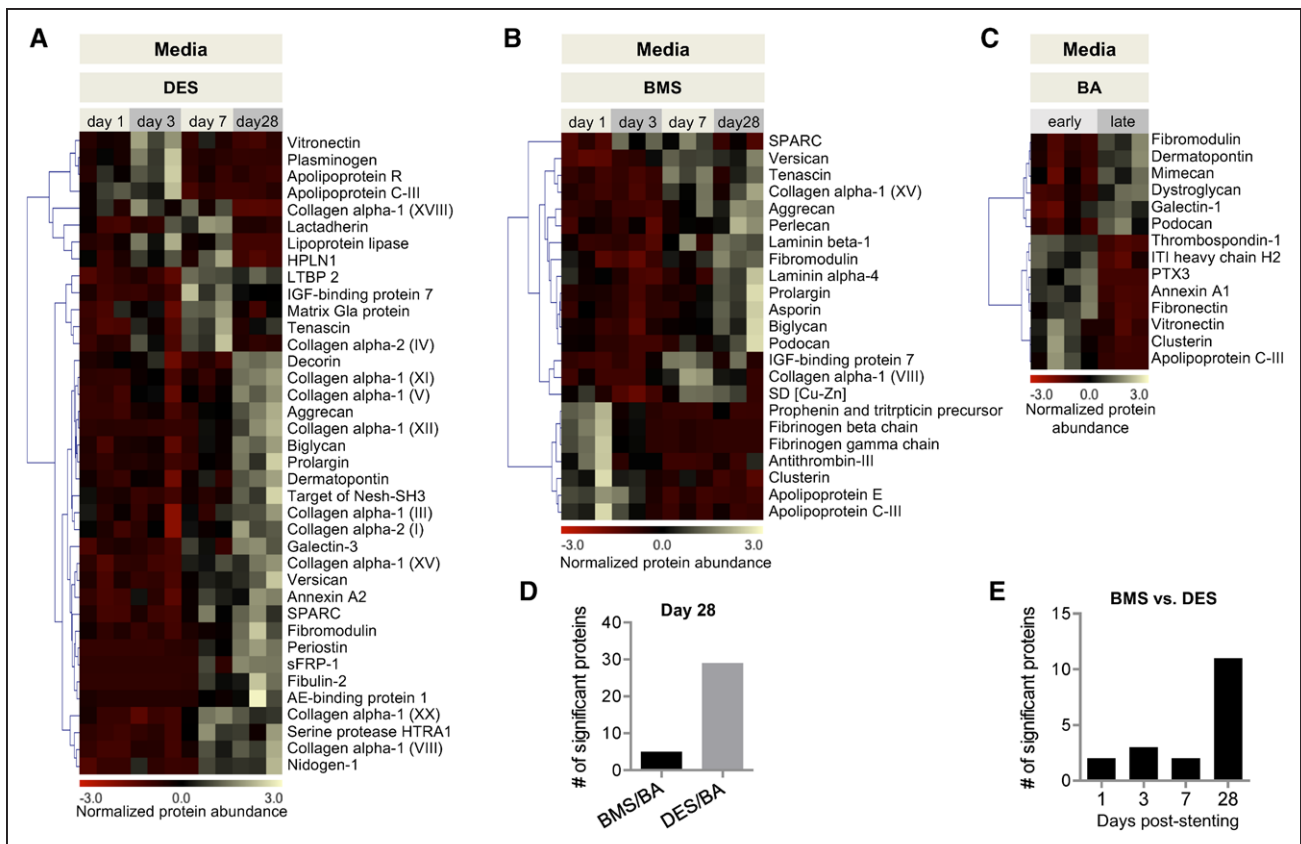 A
Media
DES
day 1 day 3 day 7 day28
Vitronectin
Plasminogen
Apolipoprotein R
Apolipoprotein C-III
Collagen alpha-1 (XVIII)
Lactadherin
Lipoprotein lipase
HPLN1
LTBP 2
IGF-binding protein 7
Matrix Gla protein
Tenascin
Collagen alpha-2 (IV)
Decorin
Collagen alpha-1 (XI)
Collagen alpha-1 (V)
Aggrecan
Collagen alpha-1 (XII)
Biglycan
Prolargin
Dermatopontin
Target of Nesh-SH3
Collagen alpha-1 (III)
Collagen alpha-2 (I)
Galectin-3
Collagen alpha-1 (XV)
Versican
Annexin A2
SPARC
Fibromodulin
Periostin
sFRP-1
Fibulin-2
AE-binding protein 1
Collagen alpha-1 (XX)
Serine protease HTRA1
Collagen alpha-1 (VIII)
Nidogen-1
-3.0 0.0 3.0
Normalized protein abundance
B
Media
BMS
day 1 day 3 day 7 day28
SPARC
Versican
Tenascin
Collagen alpha-1 (XV)
Aggrecan
Perlecan
Laminin beta-1
Fibromodulin
Laminin alpha-4
Prolargin
Asporin
Biglycan
Podocan
IGF-binding protein 7
Collagen alpha-1 (VIII)
SD [Cu-Zn]
Prophenin and tritrpticin precursor
Fibrinogen beta chain
Fibrinogen gamma chain
Antithrombin-III
Clusterin
Apolipoprotein E
Apolipoprotein C-III
-3.0 0.0 3.0
Normalized protein abundance
C
Media
BA
early late
Fibromodulin
Dermatopontin
Mimecan
Dystroglycan
Galectin-1
Podocan
Thrombospondin-1
ITI heavy chain H2
PTX3
Annexin A1
Fibronectin
Vitronectin
Clusterin
Apolipoprotein C-III
-3.0 0.0 3.0
Normalized protein
abundance
D
Day 28
# of significant proteins
40
30
20
10
0
BMS/BA DES/BA
E
BMS vs. DES
# of significant proteins
15
10
5
0
1 3 7 28
Days post-stenting